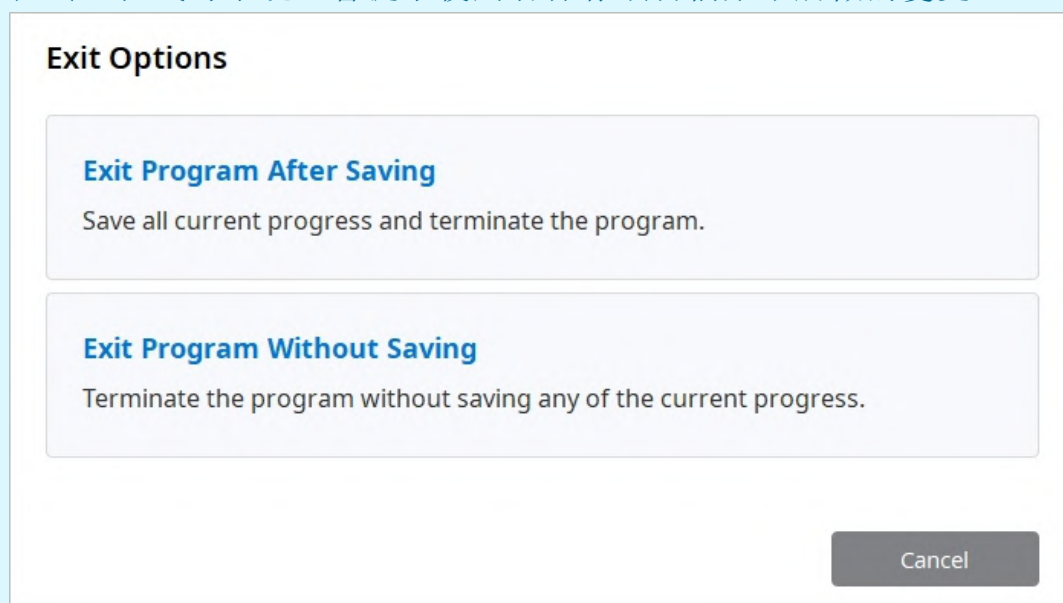 Exit Options
Exit Program After Saving
Save all current progress and terminate the program.
Exit Program Without Saving
Terminate the program without saving any of the current progress.
Cancel